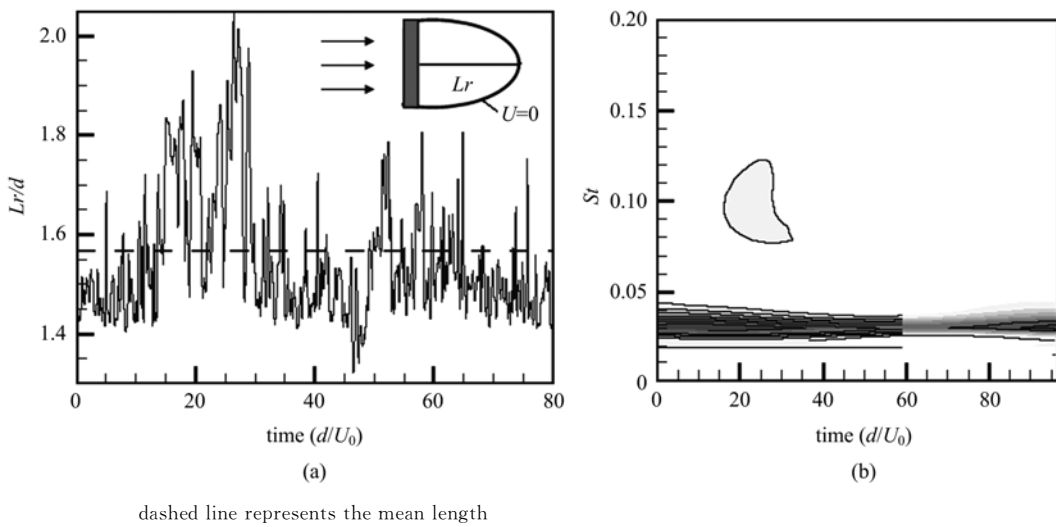 2.0
1.8
1.6
1.4
Lr/d
Lr
U=0
0 20 40 60 80
time (d/U0)
(a)
0.20
0.15
0.10
0.05
0
St
0 20 40 60 80
time (d/U0)
(b)
dashed line represents the mean length